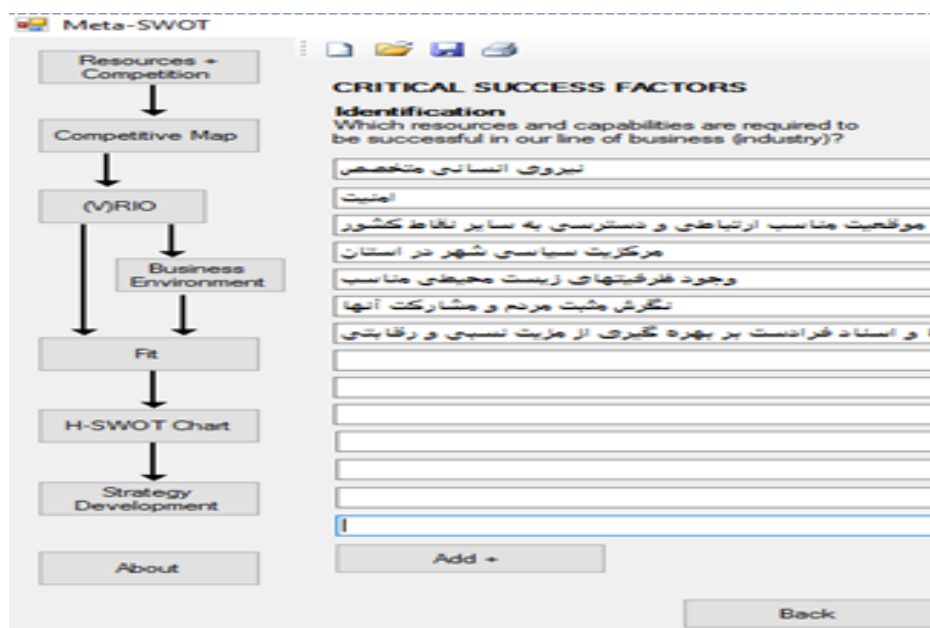 Meta-SWOT
Resources +
Competition
Competitive Map
(V)RIO
Business
Environment
Fit
H-SWOT Chart
Strategy
Development
About
CRITICAL SUCCESS FACTORS
Identification
Which resources and capabilities are required to
be successful in our line of business (industry)?
نیروی انسانی متخصص
امنیت
موقعیت مناسب ارتباطی و دسترسی به سایر نقاط کشور
مرکزیت سیاسی شهر در استان
وجود ظرفیتهای زیست محیطی مناسب
نگرش مثبت مردم و مشارکت آنها
و اسناد فرادست بر بهره گیری از مزیت نسبی و رقابتی
Add +
Back